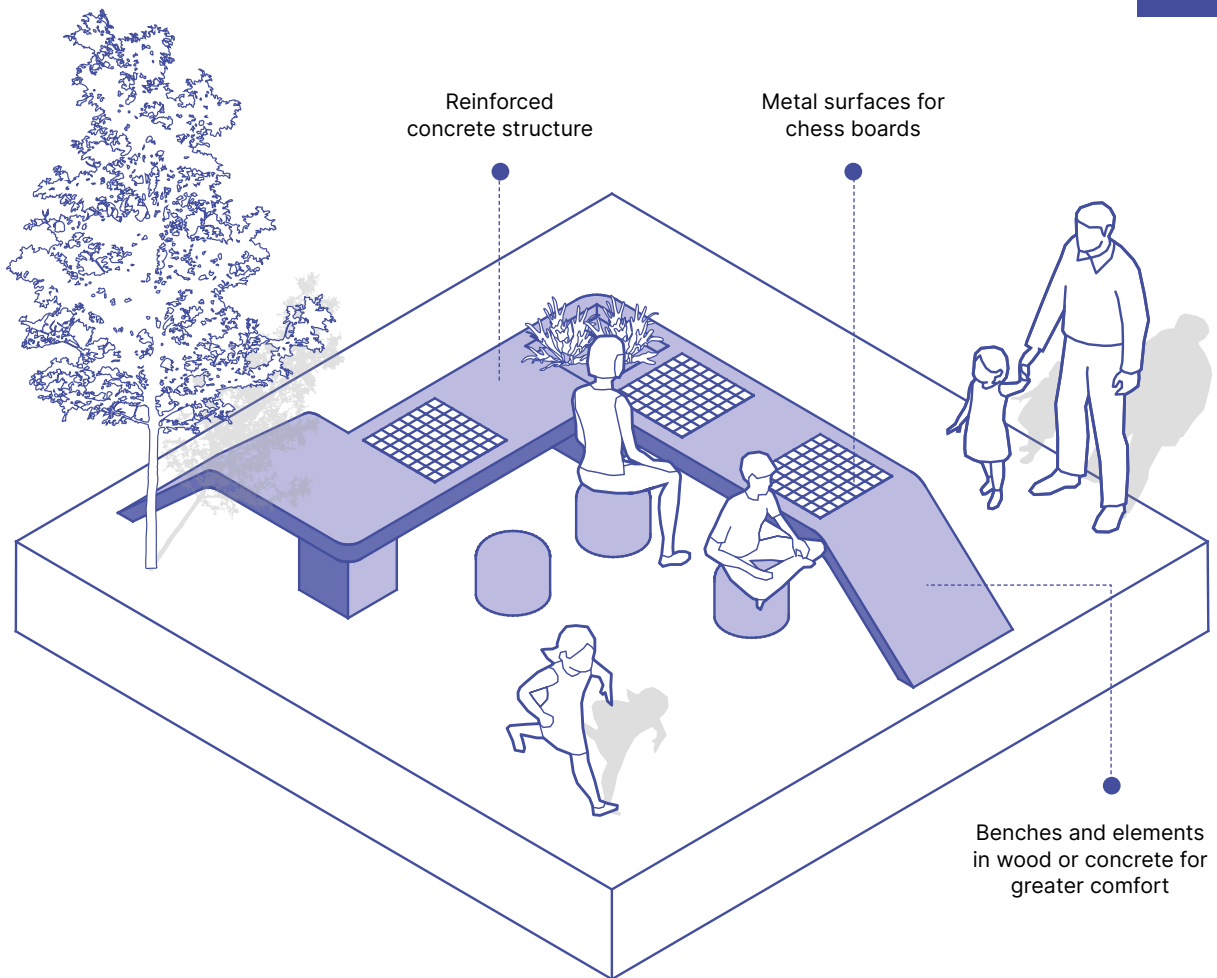 Reinforced
concrete structure
Metal surfaces for
chess boards
Benches and elements
in wood or concrete for
greater comfort